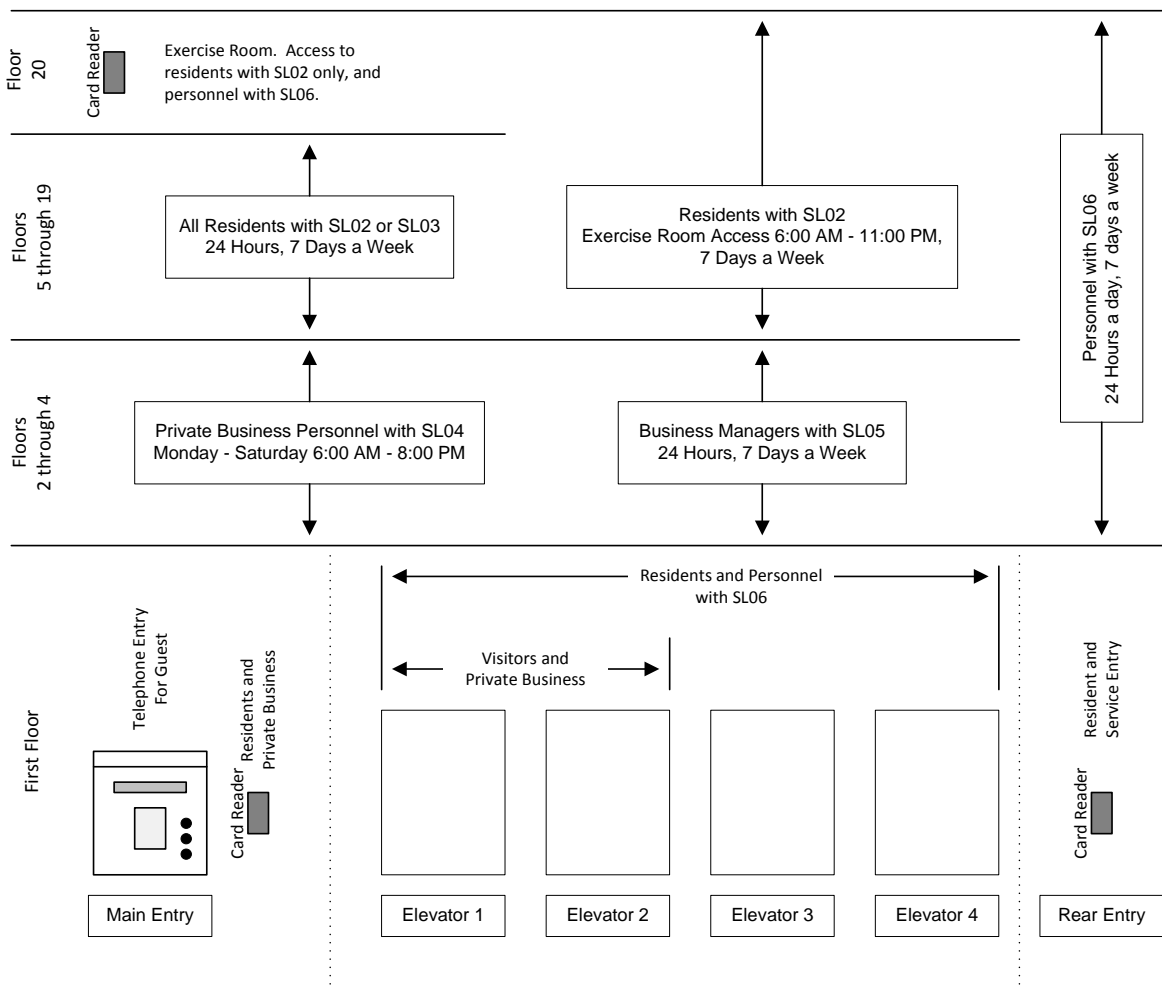 Floor
20
Card Reader
Exercise Room. Access to
residents with SL02 only, and
personnel with SL06.
Floors
5 through 19
All Residents with SL02 or SL03
24 Hours, 7 Days a Week
Residents with SL02
Exercise Room Access 6:00 AM - 11:00 PM,
7 Days a Week
Personnel with SL06
24 Hours a day, 7 days a week
Floors
2 through 4
Private Business Personnel with SL04
Monday - Saturday 6:00 AM - 8:00 PM
Business Managers with SL05
24 Hours, 7 Days a Week
First Floor
Telephone Entry
For Guest
Card Reader
Residents and
Private Business
Residents and Personnel
with SL06
Visitors and
Private Business
Card Reader
Resident and
Service Entry
Main Entry
Elevator 1
Elevator 2
Elevator 3
Elevator 4
Rear Entry